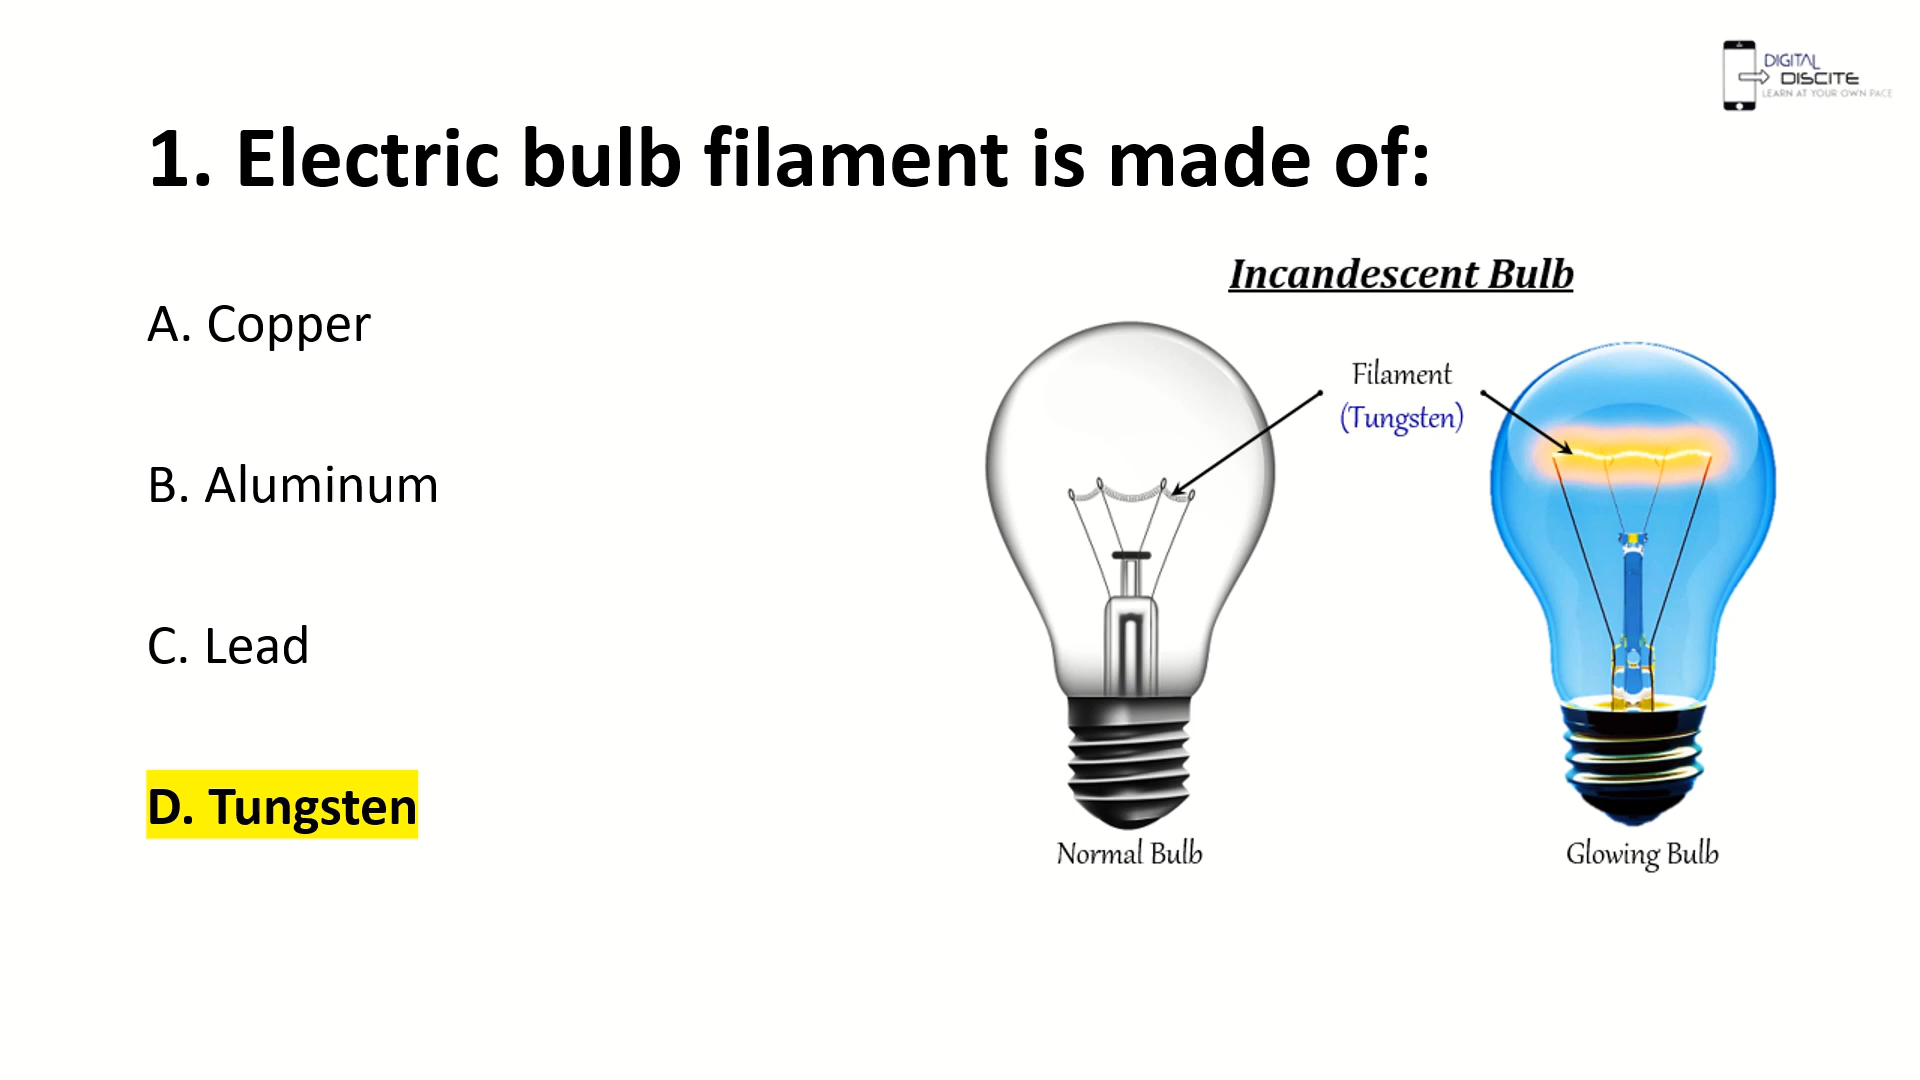 DIGITAL
DISCITE
LEARN AT YOUR OWN PACE
1. Electric bulb filament is made of:
A. Copper
B. Aluminum
C. Lead
D. Tungsten
Incandescent Bulb
Filament
(Tungsten)
Normal Bulb
Glowing Bulb